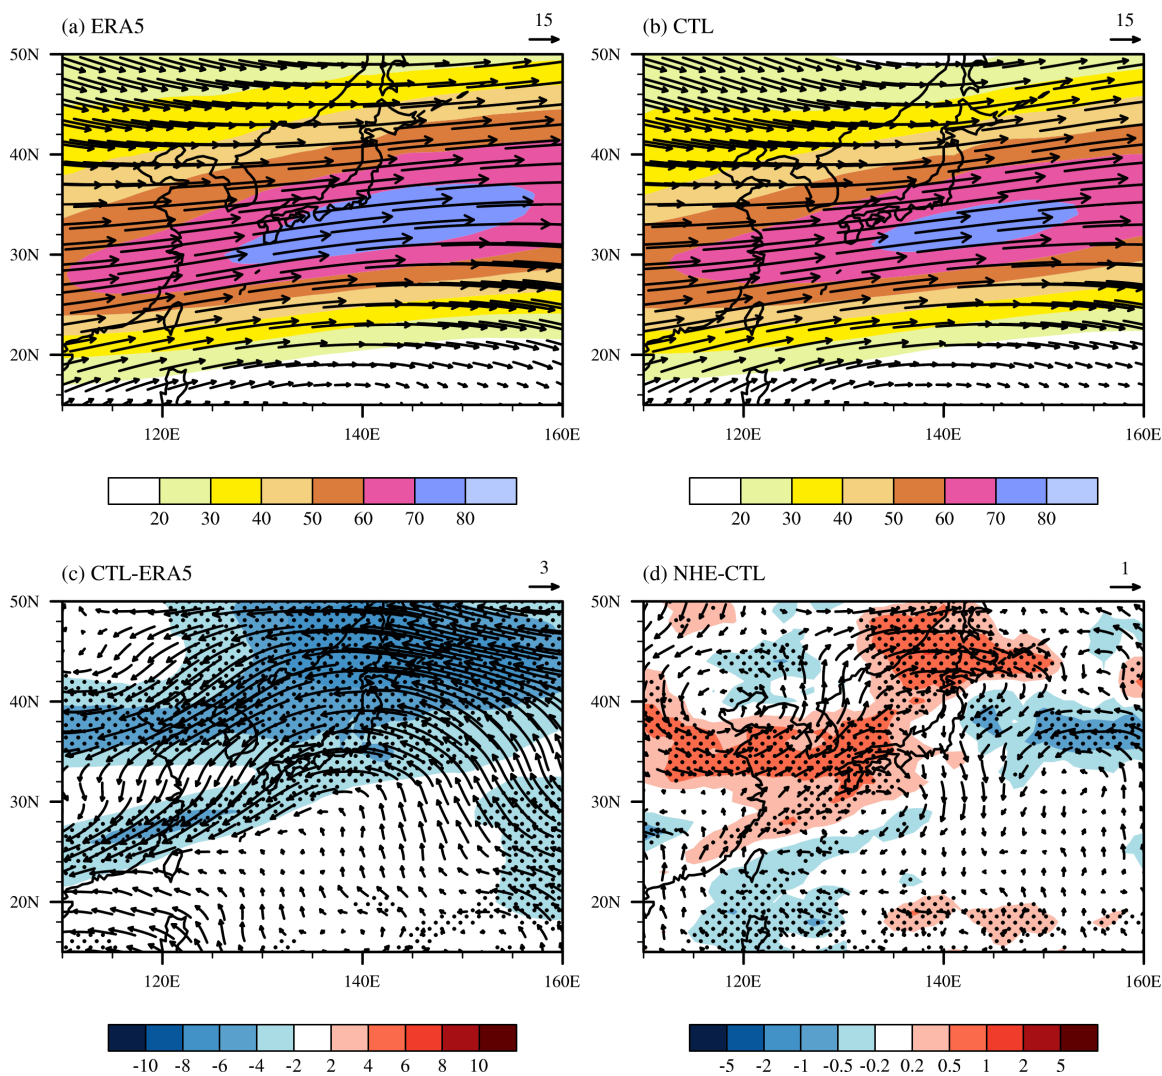 (a) ERA5 15
(b) CTL 15
50N
40N
30N
20N
120E 140E 160E
50N
40N
30N
20N
120E 140E 160E
20 30 40 50 60 70 80
20 30 40 50 60 70 80
(c) CTL-ERA5 3
(d) NHE-CTL 1
50N
40N
30N
20N
120E 140E 160E
50N
40N
30N
20N
120E 140E 160E
-10 -8 -6 -4 -2 2 4 6 8 10
-5 -2 -1 -0.5 -0.2 0.2 0.5 1 2 5